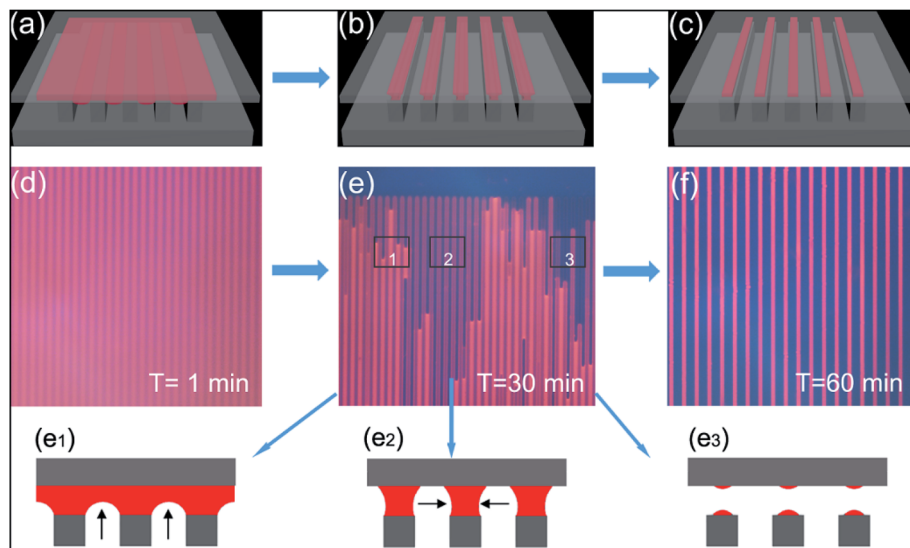 (a)
(b)
(c)
(d)
(e)
(f)
1
2
3
T= 1 min
T=30 min
T=60 min
(e1)
(e2)
(e3)